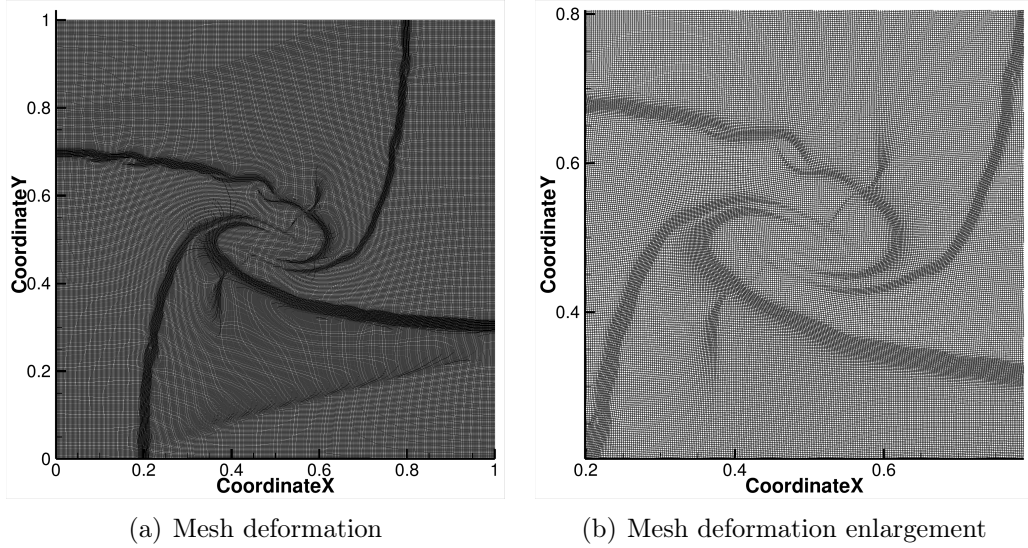 1
0.8
0.6
0.4
0.2
0
CoordinateY
0 0.2 0.4 0.6 0.8 1
CoordinateX
(a) Mesh deformation
0.8
0.6
0.4
0.2 0.4 0.6
CoordinateY
CoordinateX
(b) Mesh deformation enlargement